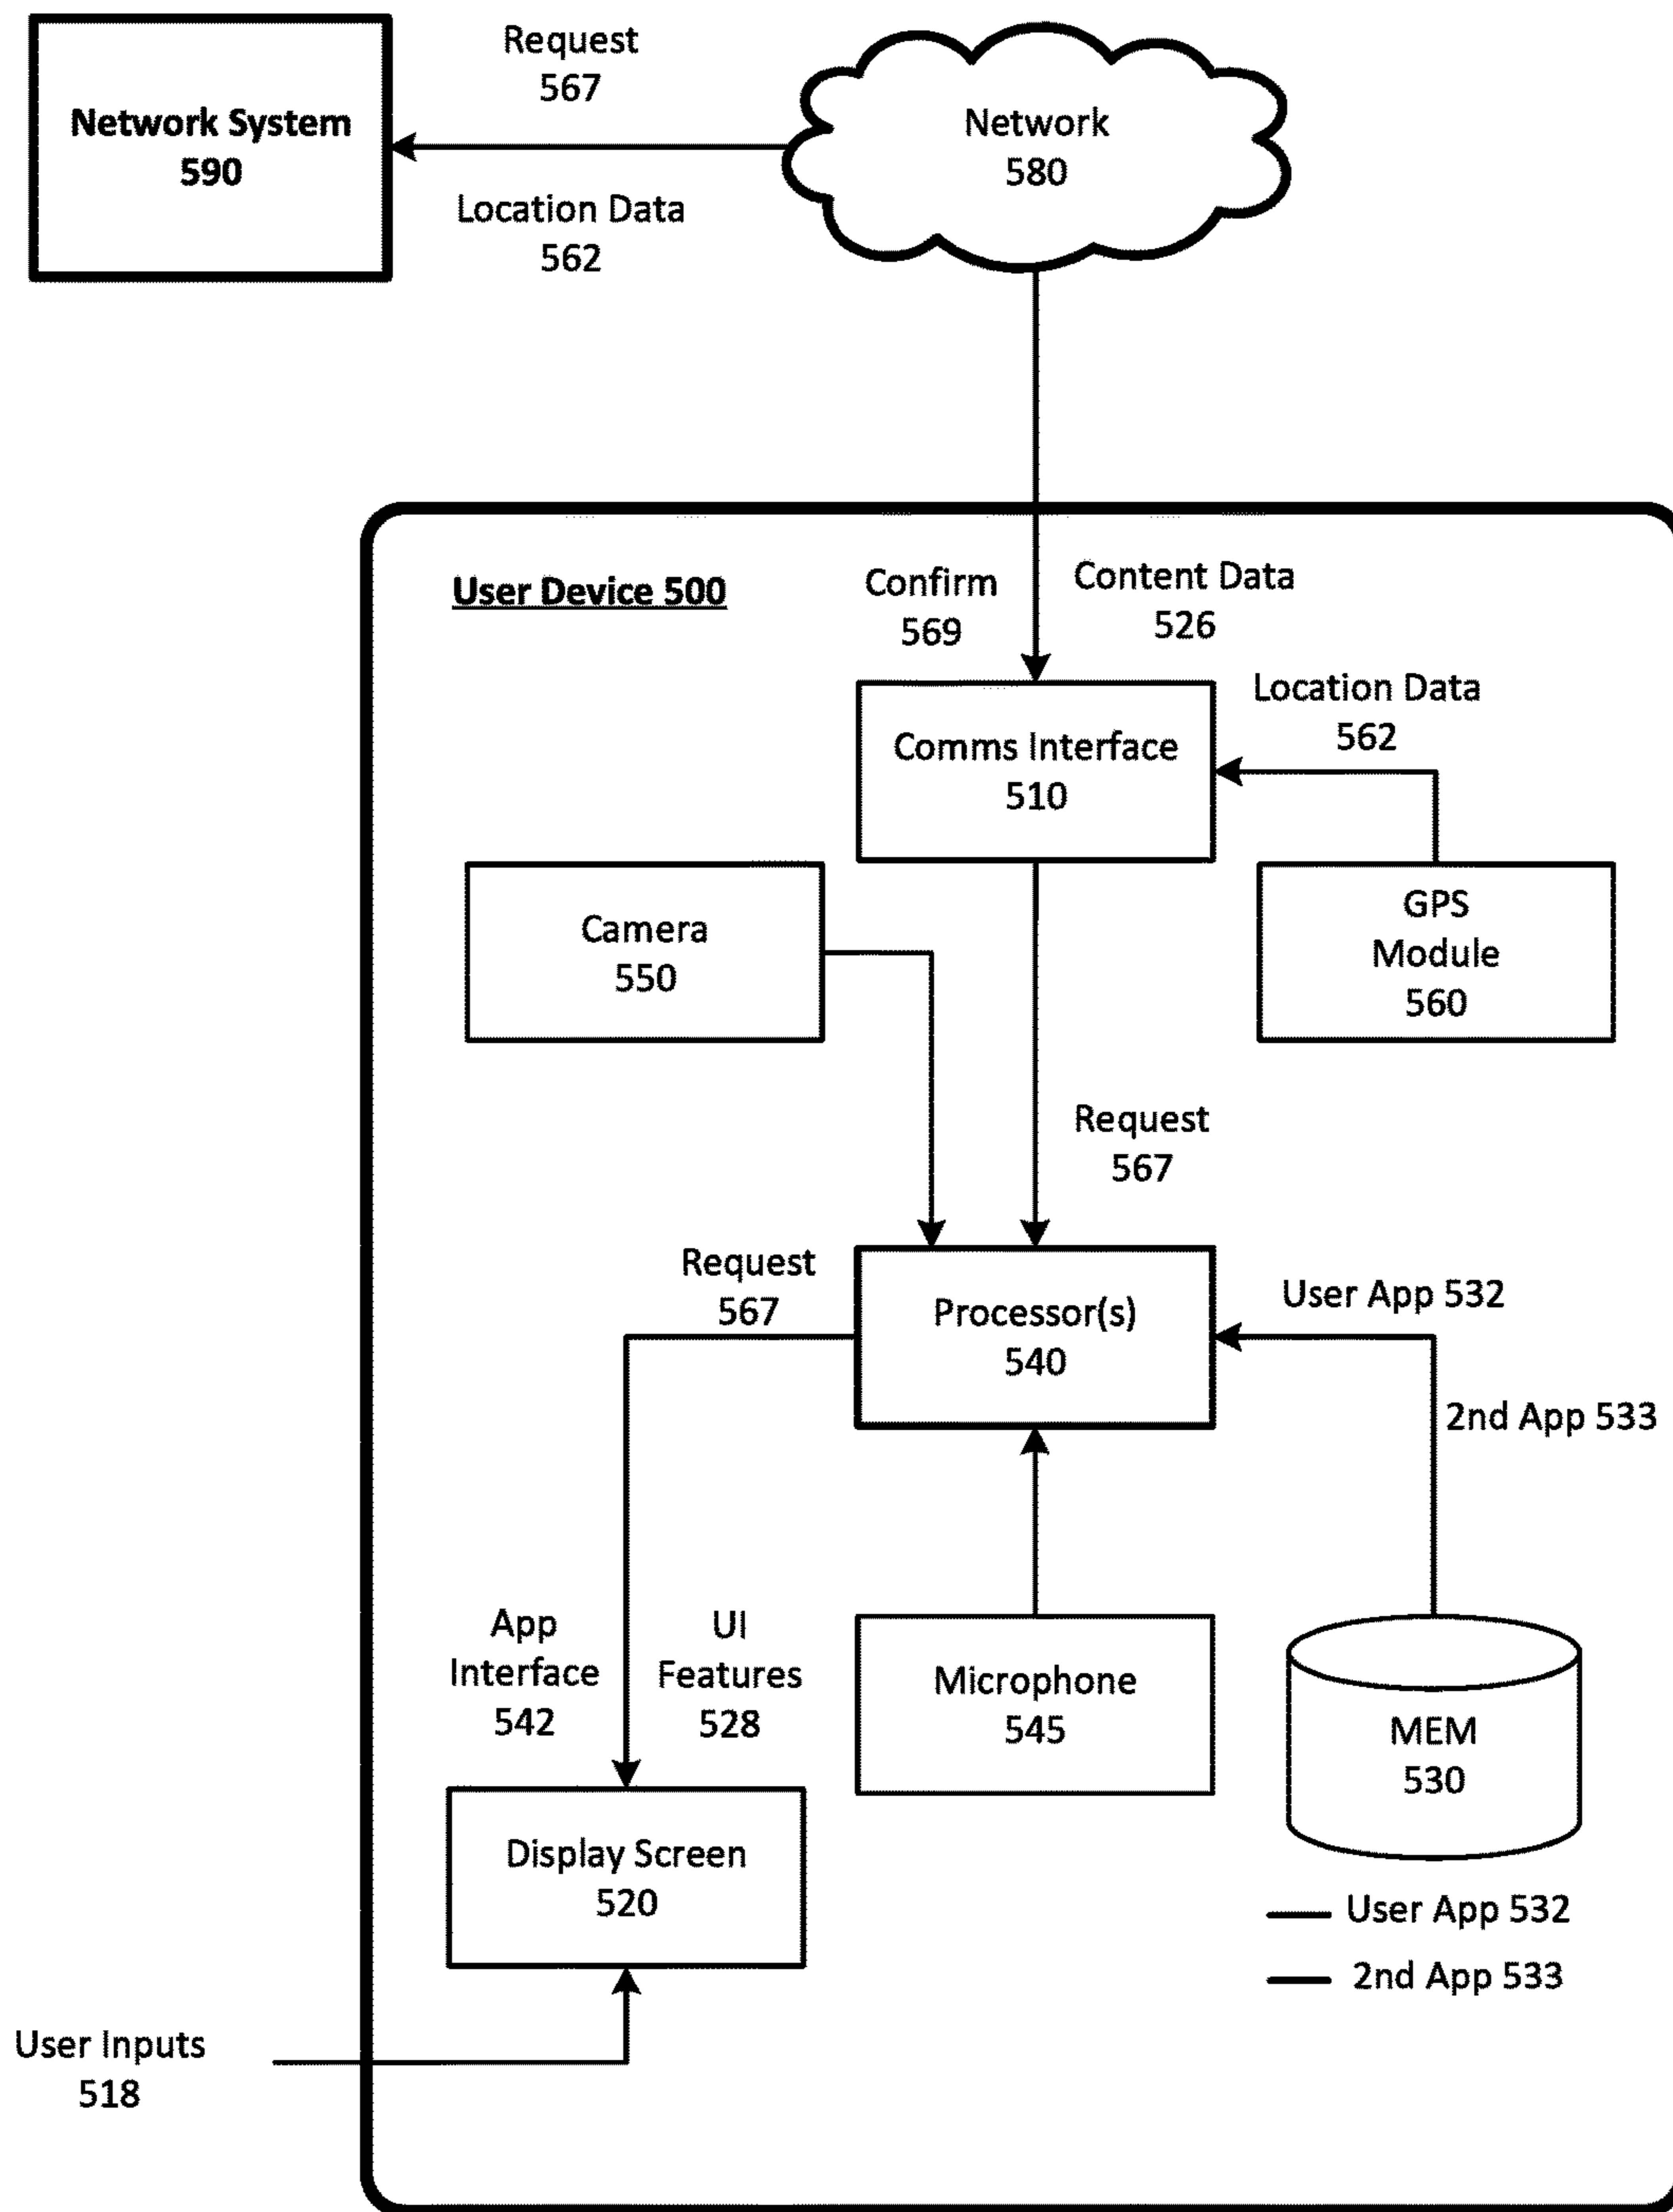 Request
567
Network System
590
Location Data
562
Network
580
User Device 500
Confirm
569
Content Data
526
Comms Interface
510
Location Data
562
Camera
550
GPS
Module
560
Request
567
Request
567
Processor(s)
540
User App 532
2nd App 533
App
Interface
542
UI
Features
528
Microphone
545
MEM
530
Display Screen
520
User App 532
2nd App 533
User Inputs
518